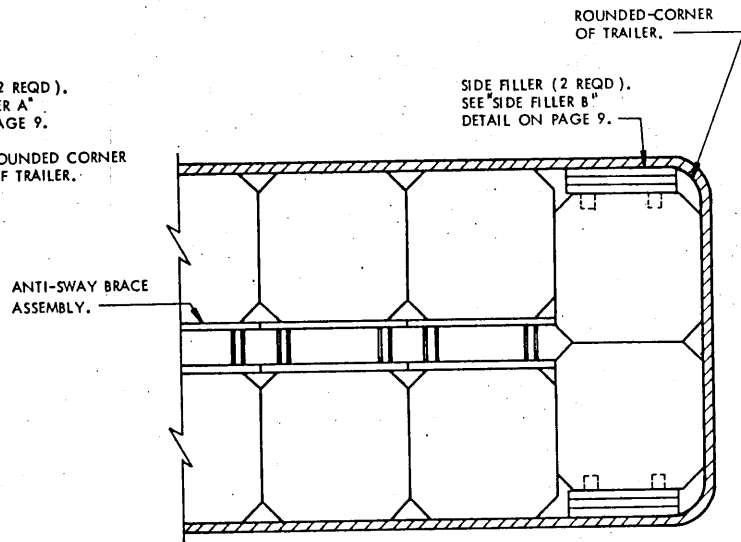 ROUNDED-CORNER
OF TRAILER.
2 REQD).
ER A"
AGE 9.
SIDE FILLER (2 REQD).
SEE "SIDE FILLER B"
DETAIL ON PAGE 9.
OUNDED CORNER
F TRAILER.
ANTI-SWAY BRACE
ASSEMBLY.